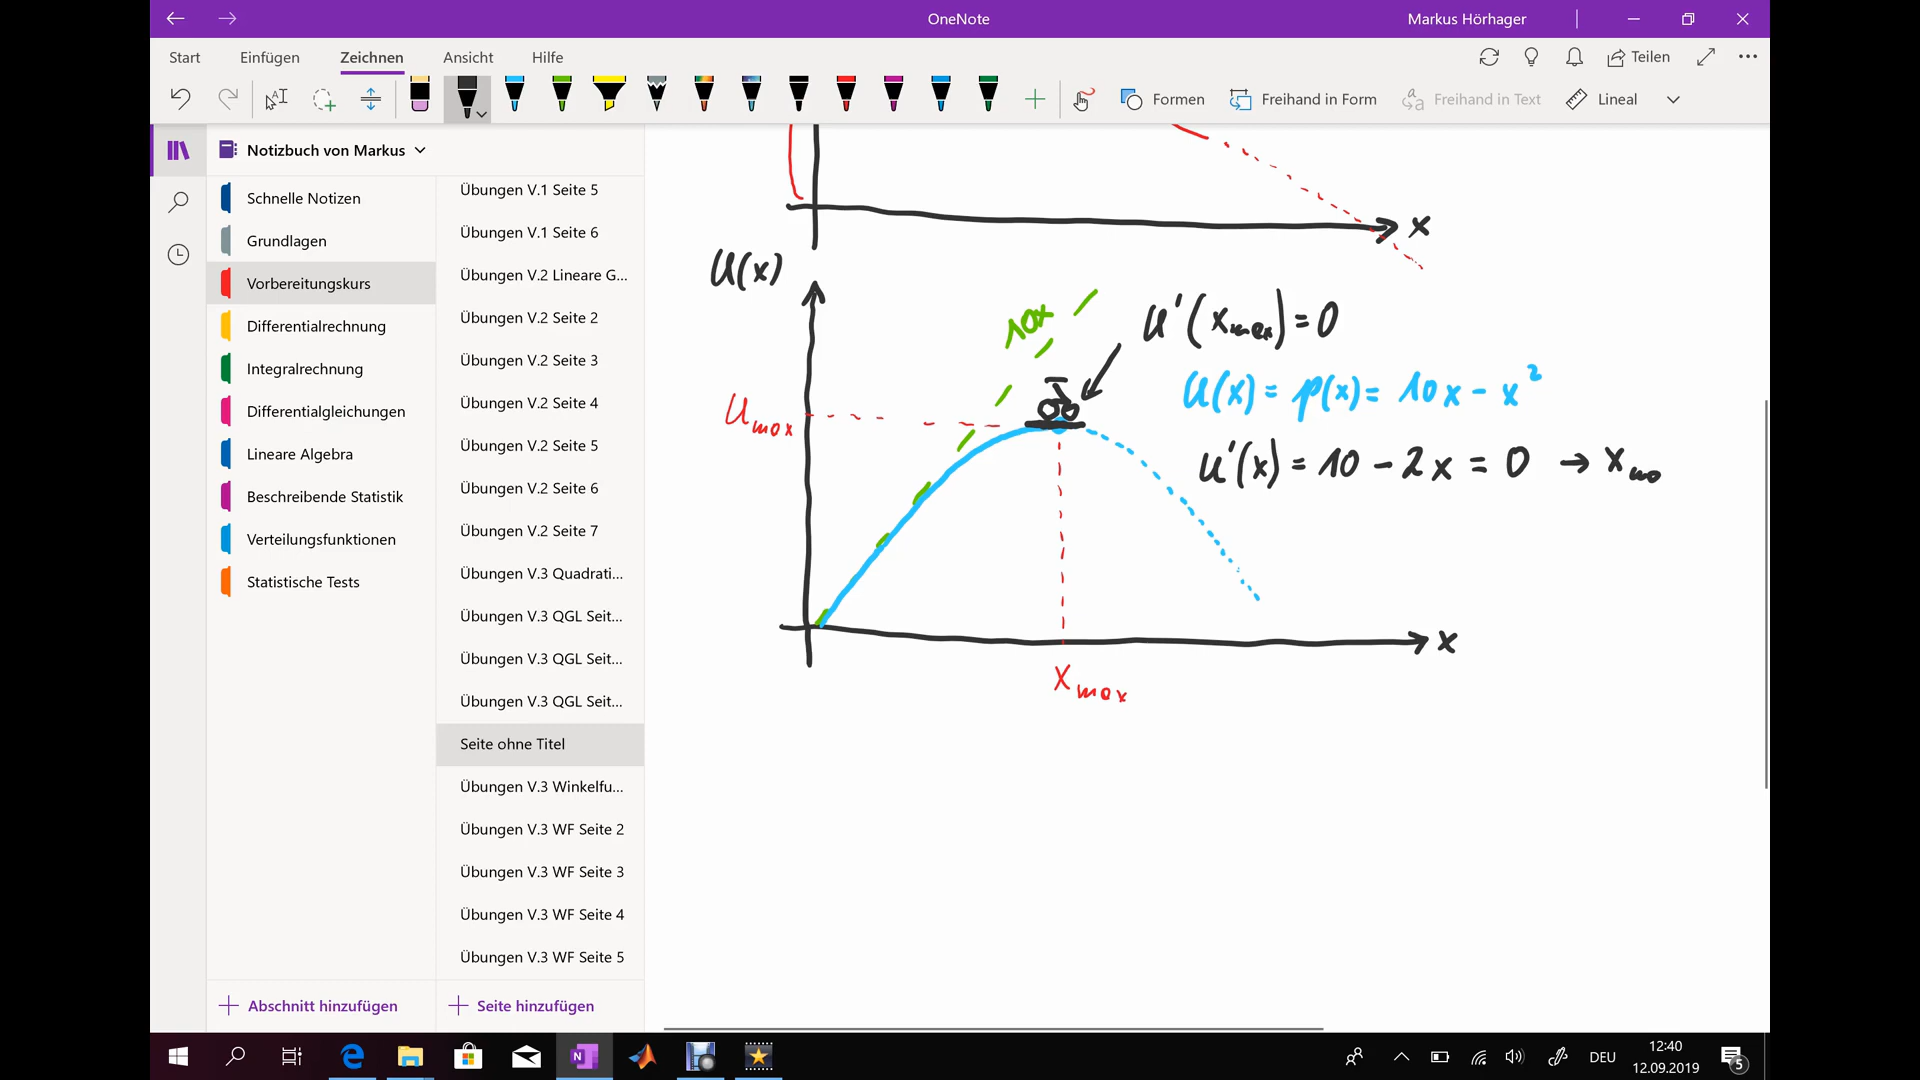 OneNote
Markus Hörhager
Start Einfügen Zeichnen Ansicht Hilfe
Teilen
Formen Freihand in Form Freihand in Text Lineal
Notizbuch von Markus
Schnelle Notizen
Grundlagen
Vorbereitungskurs
Differentialrechnung
Integralrechnung
Differentialgleichungen
Lineare Algebra
Beschreibende Statistik
Verteilungsfunktionen
Statistische Tests
Abschnitt hinzufügen
Übungen V.1 Seite 5
Übungen V.1 Seite 6
Übungen V.2 Lineare G...
Übungen V.2 Seite 2
Übungen V.2 Seite 3
Übungen V.2 Seite 4
Übungen V.2 Seite 5
Übungen V.2 Seite 6
Übungen V.2 Seite 7
Übungen V.3 Quadrati...
Übungen V.3 QGL Seit...
Übungen V.3 QGL Seit...
Übungen V.3 QGL Seit...
Seite ohne Titel
Übungen V.3 Winkelfu...
Übungen V.3 WF Seite 2
Übungen V.3 WF Seite 3
Übungen V.3 WF Seite 4
Übungen V.3 WF Seite 5
Seite hinzufügen
x
U(x)
10x
U'(x_max) = 0
U(x) = p(x) = 10x - x²
U_max
U'(x) = 10 - 2x = 0 → x_ma
x
x_max
DEU
12:40
12.09.2019
5